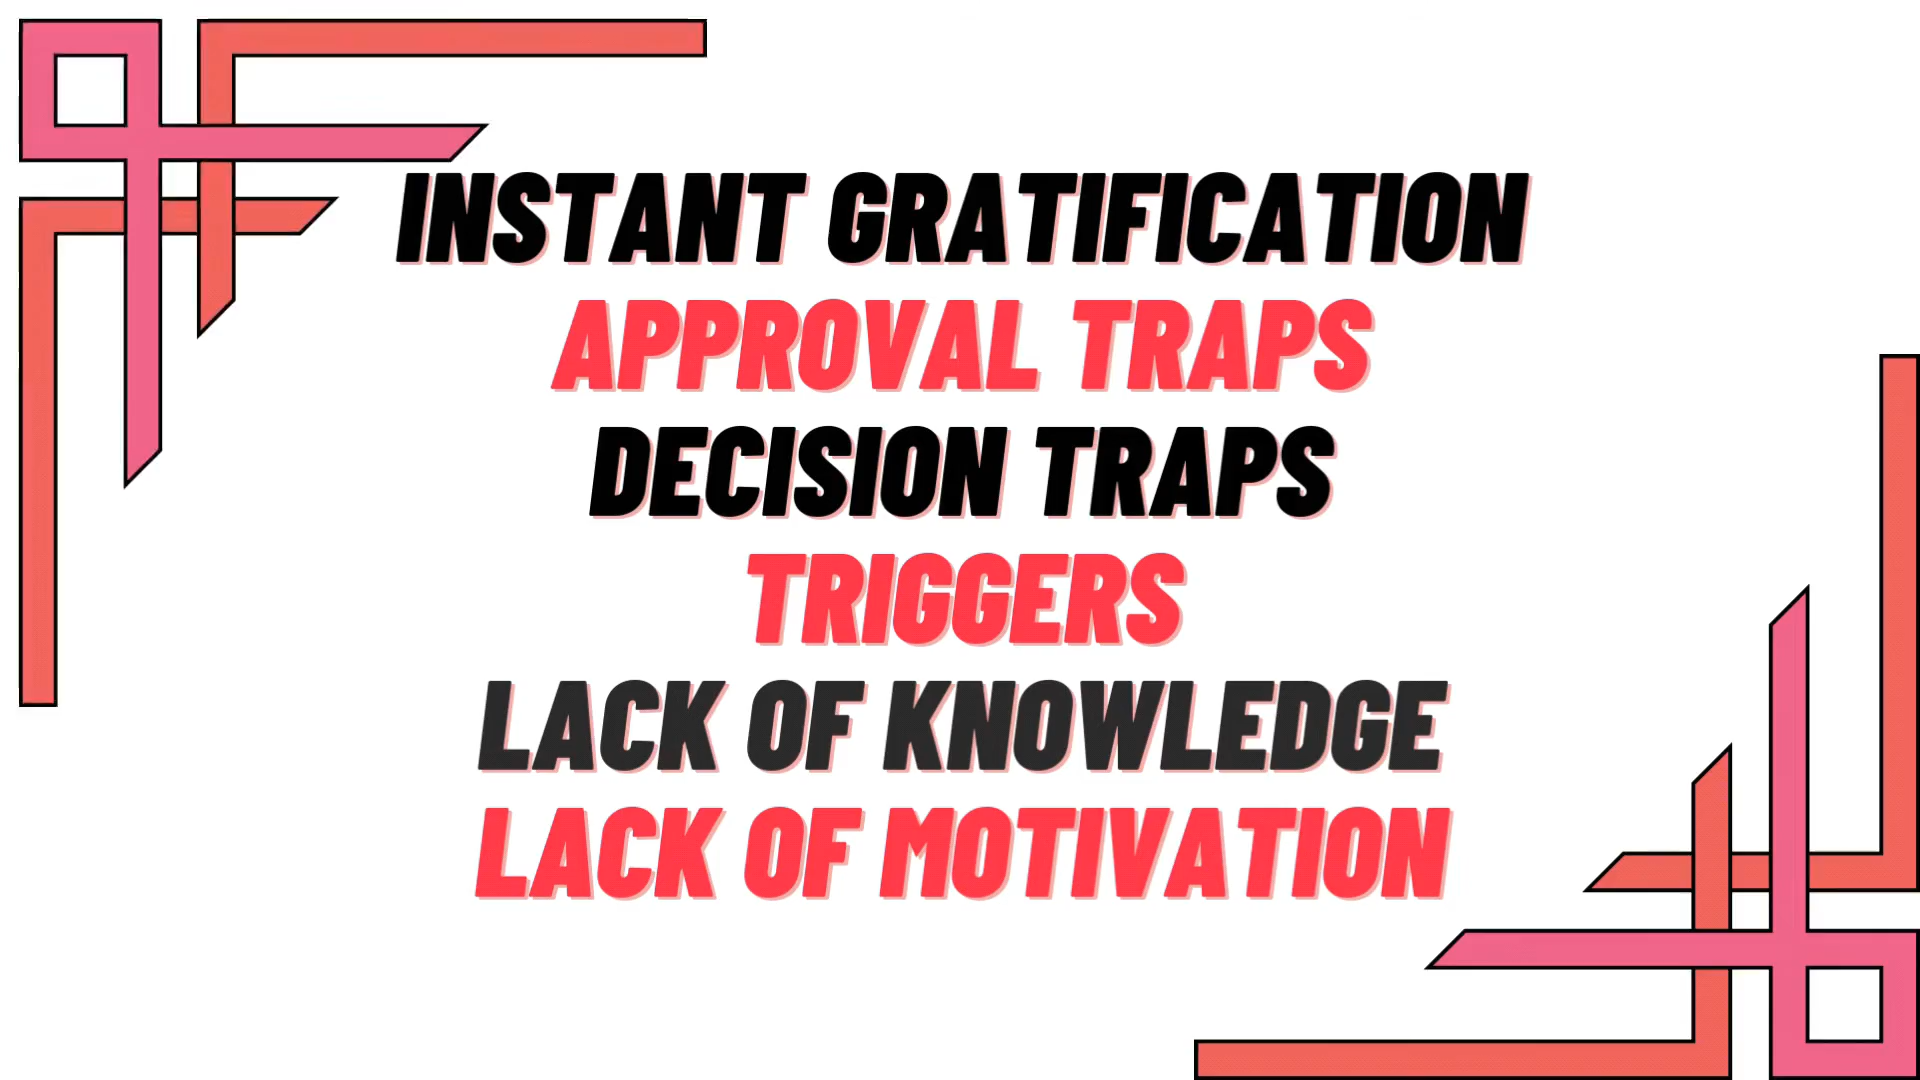 INSTANT GRATIFICATION
APPROVAL TRAPS
DECISION TRAPS
TRIGGERS
LACK OF KNOWLEDGE
LACK OF MOTIVATION